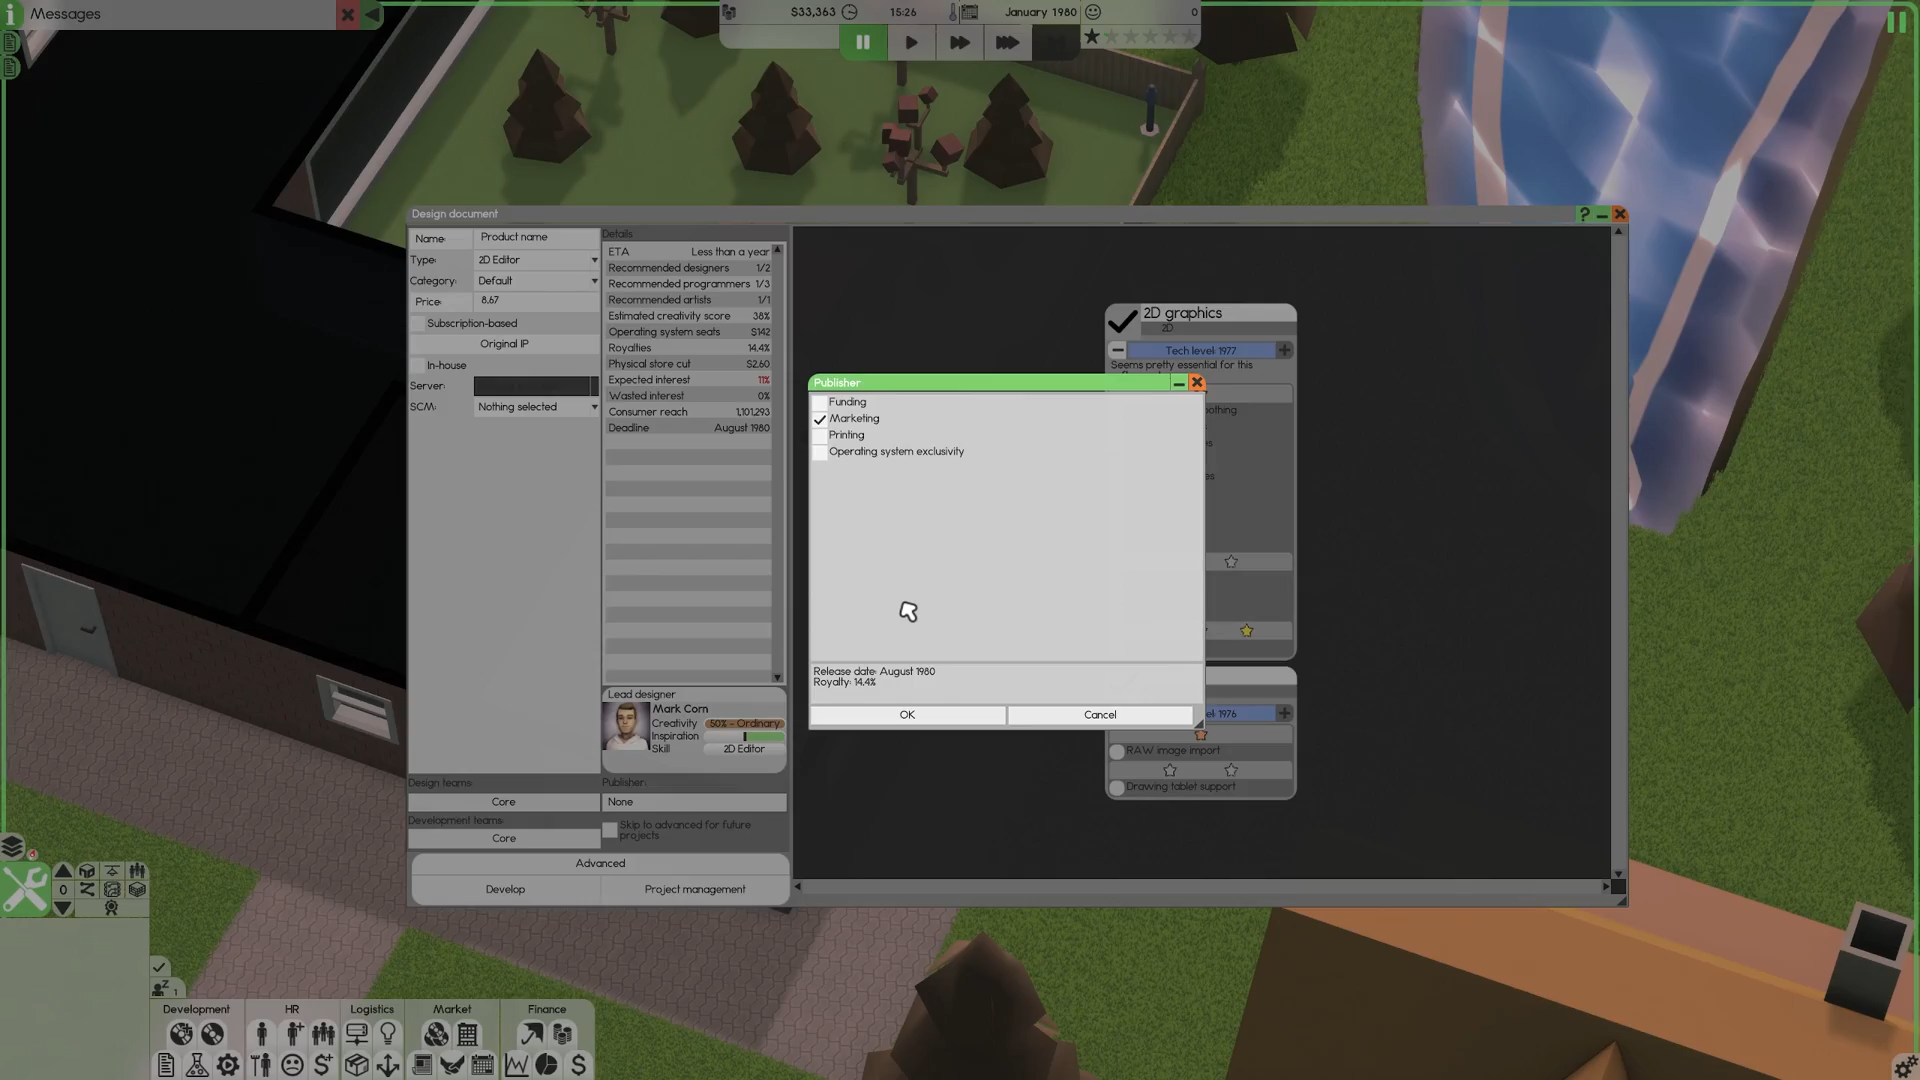 Messages
$33,363
15:26
January 1980
0
Design document
?
Name:
Product name
Type:
2D Editor
Category:
Default
Price:
8.67
Subscription-based
Original IP
In-house
Server:
SCM:
Nothing selected
Details
ETA Less than a year
Recommended designers 1/2
Recommended programmers 1/3
Recommended artists 1/1
Estimated creativity score 38%
Operating system seats $142
Royalties 14.4%
Physical store cut $2.60
Expected interest 11%
Wasted interest 0%
Consumer reach 1,101,293
Deadline August 1980
Lead designer
Mark Corn
Creativity 50% - Ordinary
Inspiration
Skill 2D Editor
Design teams
Core
Development teams:
Core
Publisher:
None
Skip to advanced for future
projects
Advanced
Develop
Project management
2D graphics
2D
Tech level: 1977
Seems pretty essential for this
Publisher
Funding
Marketing
Printing
Operating system exclusivity
Release date: August 1980
Royalty: 14.4%
OK
Cancel
1976
RAW image import
Drawing tablet support
0
1
Development
HR
Logistics
Market
Finance